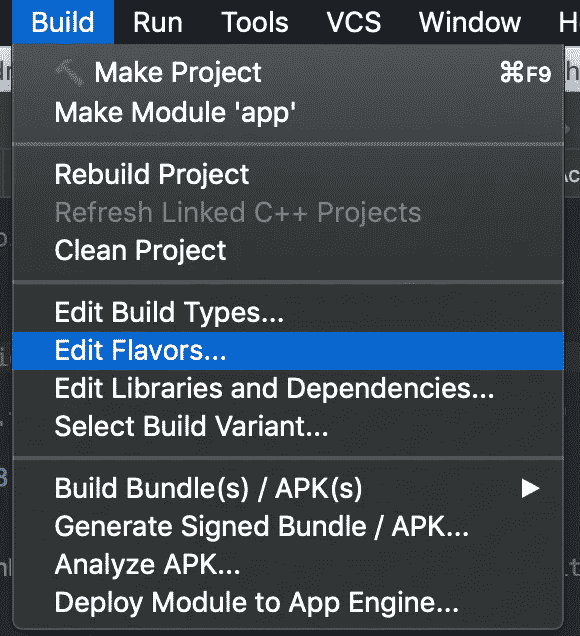 Build Run Tools VCS Window
Make Project ⌘F9
Make Module 'app'
Rebuild Project
Refresh Linked C++ Projects
Clean Project
Edit Build Types...
Edit Flavors...
Edit Libraries and Dependencies...
Select Build Variant...
Build Bundle(s) / APK(s)
Generate Signed Bundle / APK...
Analyze APK...
Deploy Module to App Engine...